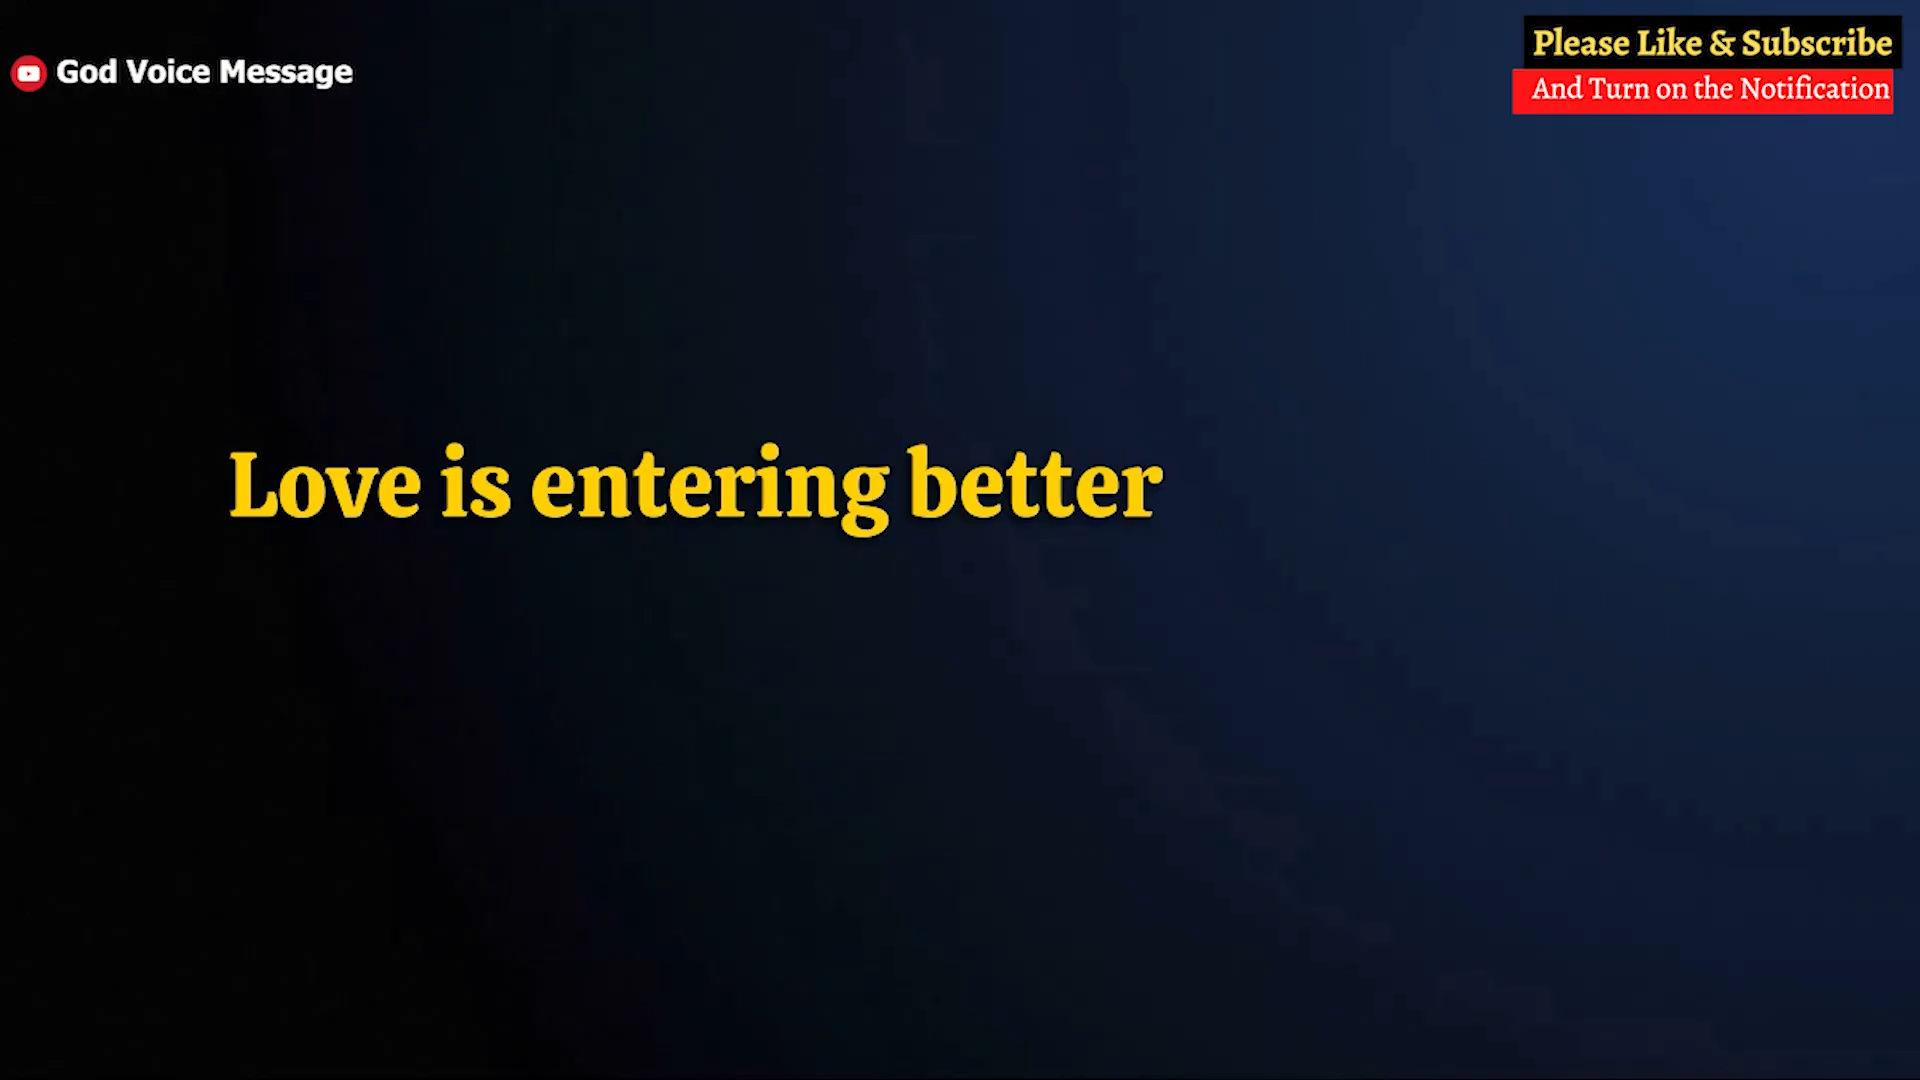 God Voice Message
Please Like & Subscribe
And Turn on the Notification
Love is entering better